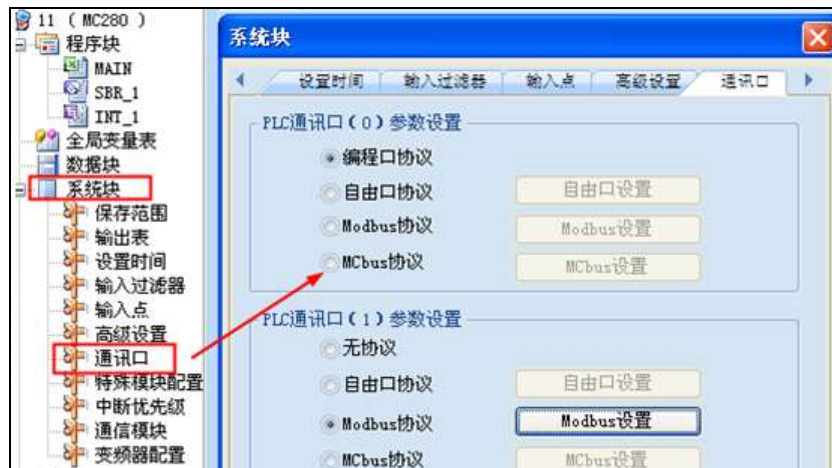 11 ( MC280 )
程序块
MAIN
SBR_1
INT_1
全局变量表
数据块
系统块
保存范围
输出表
设置时间
输入过滤器
输入点
高级设置
通讯口
特殊模块配置
中断优先级
通信模块
变频器配置
系统块
设置时间 输入过滤器 输入点 高级设置 通讯口
PLC通讯口(0)参数设置
编程口协议
自由口协议 自由口设置
Modbus协议 Modbus设置
MCbus协议 MCbus设置
PLC通讯口(1)参数设置
无协议
自由口协议 自由口设置
Modbus协议 Modbus设置
MCbus协议 MCbus设置